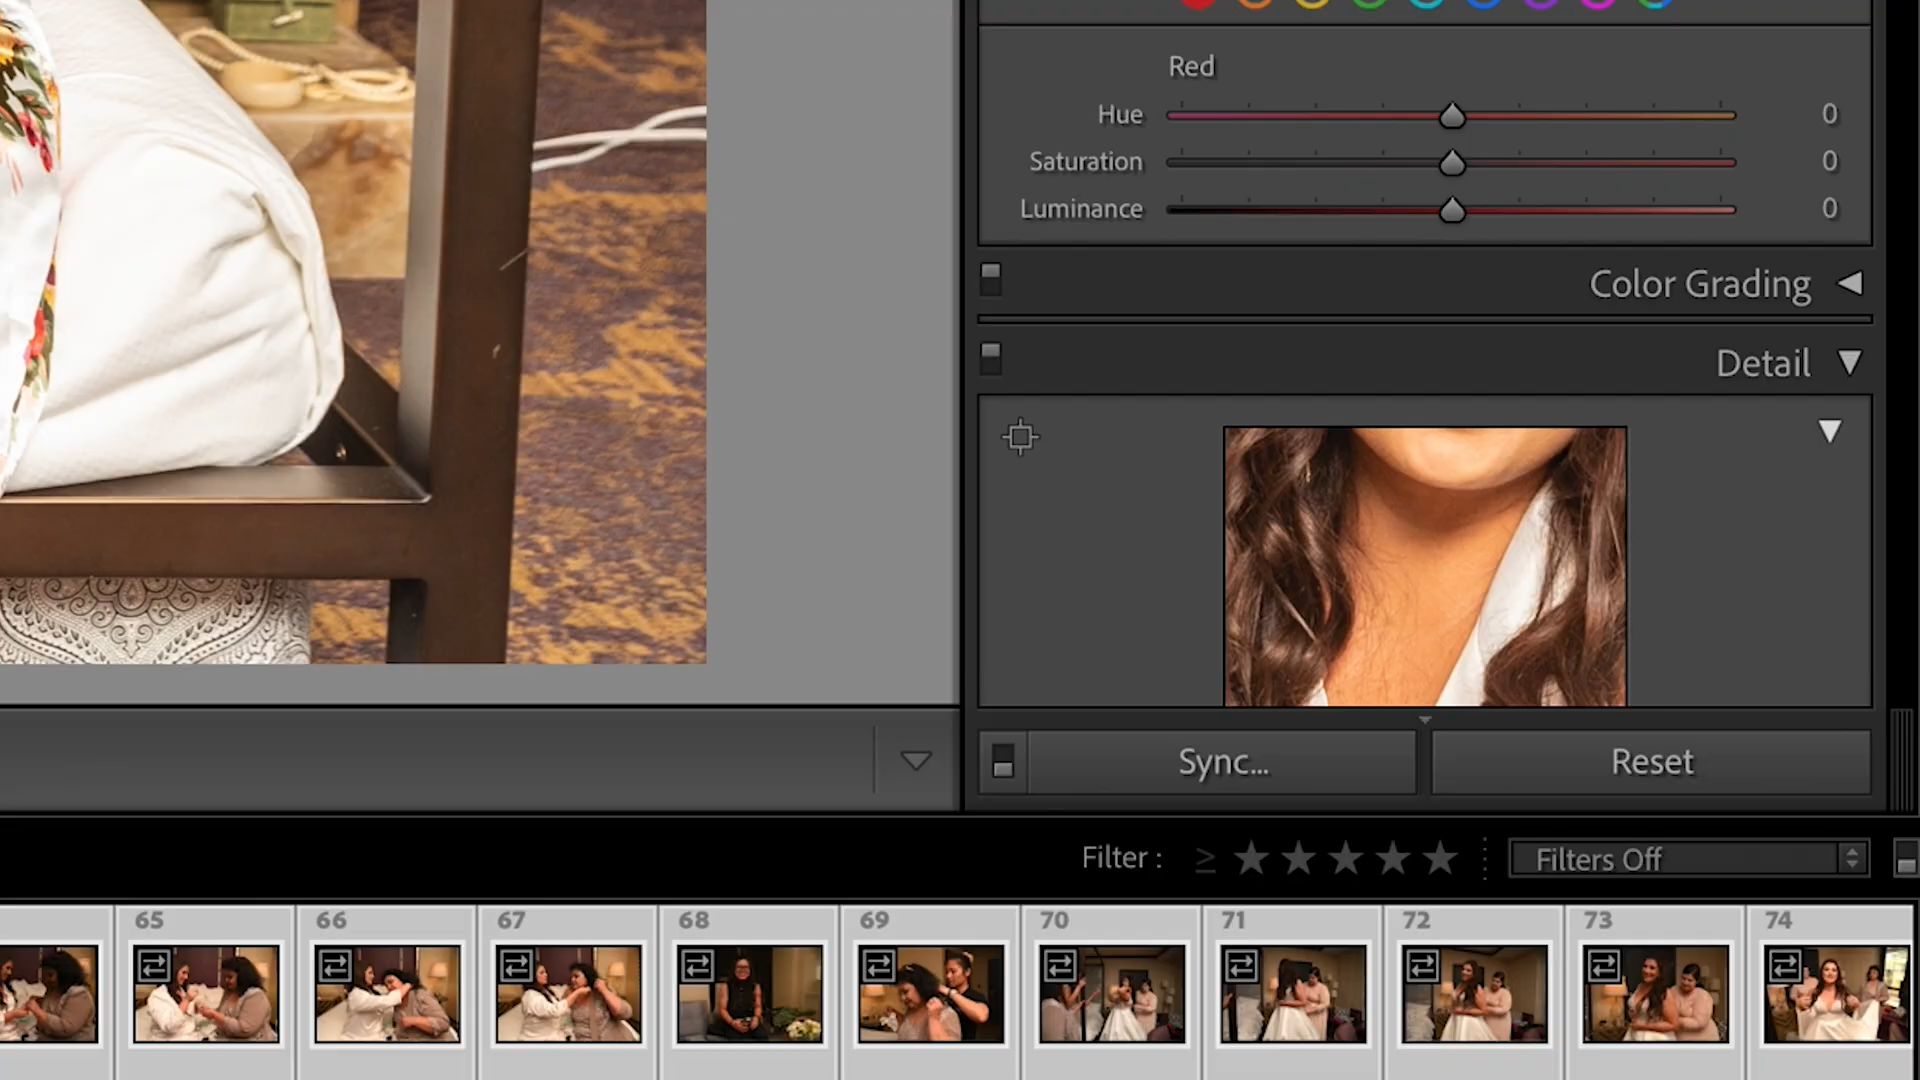 Red
Hue 0
Saturation 0
Luminance 0
Color Grading
Detail
Sync...
Reset
Filter : ≥ ★ ★ ★ ★ ★ Filters Off
65 66 67 68 69 70 71 72 73 74